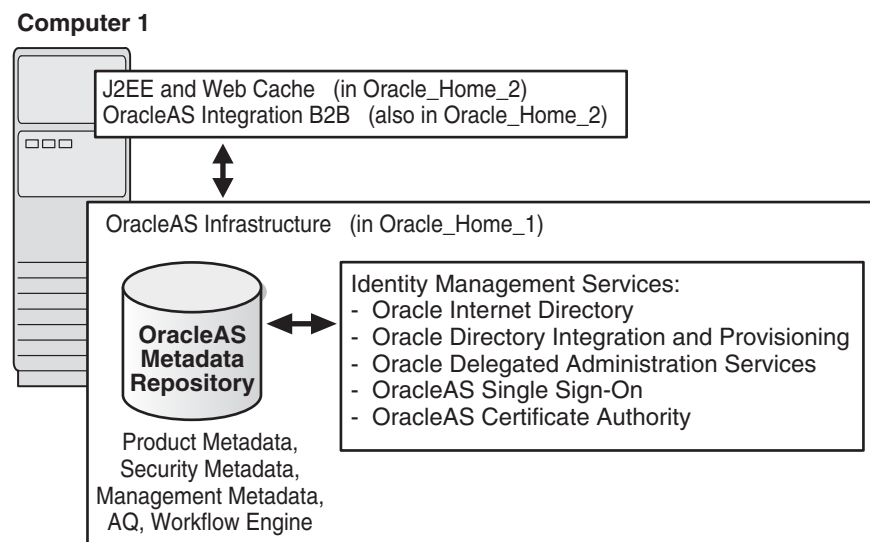 Computer 1
J2EE and Web Cache (in Oracle_Home_2)
OracleAS Integration B2B (also in Oracle_Home_2)
OracleAS Infrastructure (in Oracle_Home_1)
OracleAS
Metadata
Repository
Product Metadata,
Security Metadata,
Management Metadata,
AQ, Workflow Engine
Identity Management Services:
- Oracle Internet Directory
- Oracle Directory Integration and Provisioning
- Oracle Delegated Administration Services
- OracleAS Single Sign-On
- OracleAS Certificate Authority